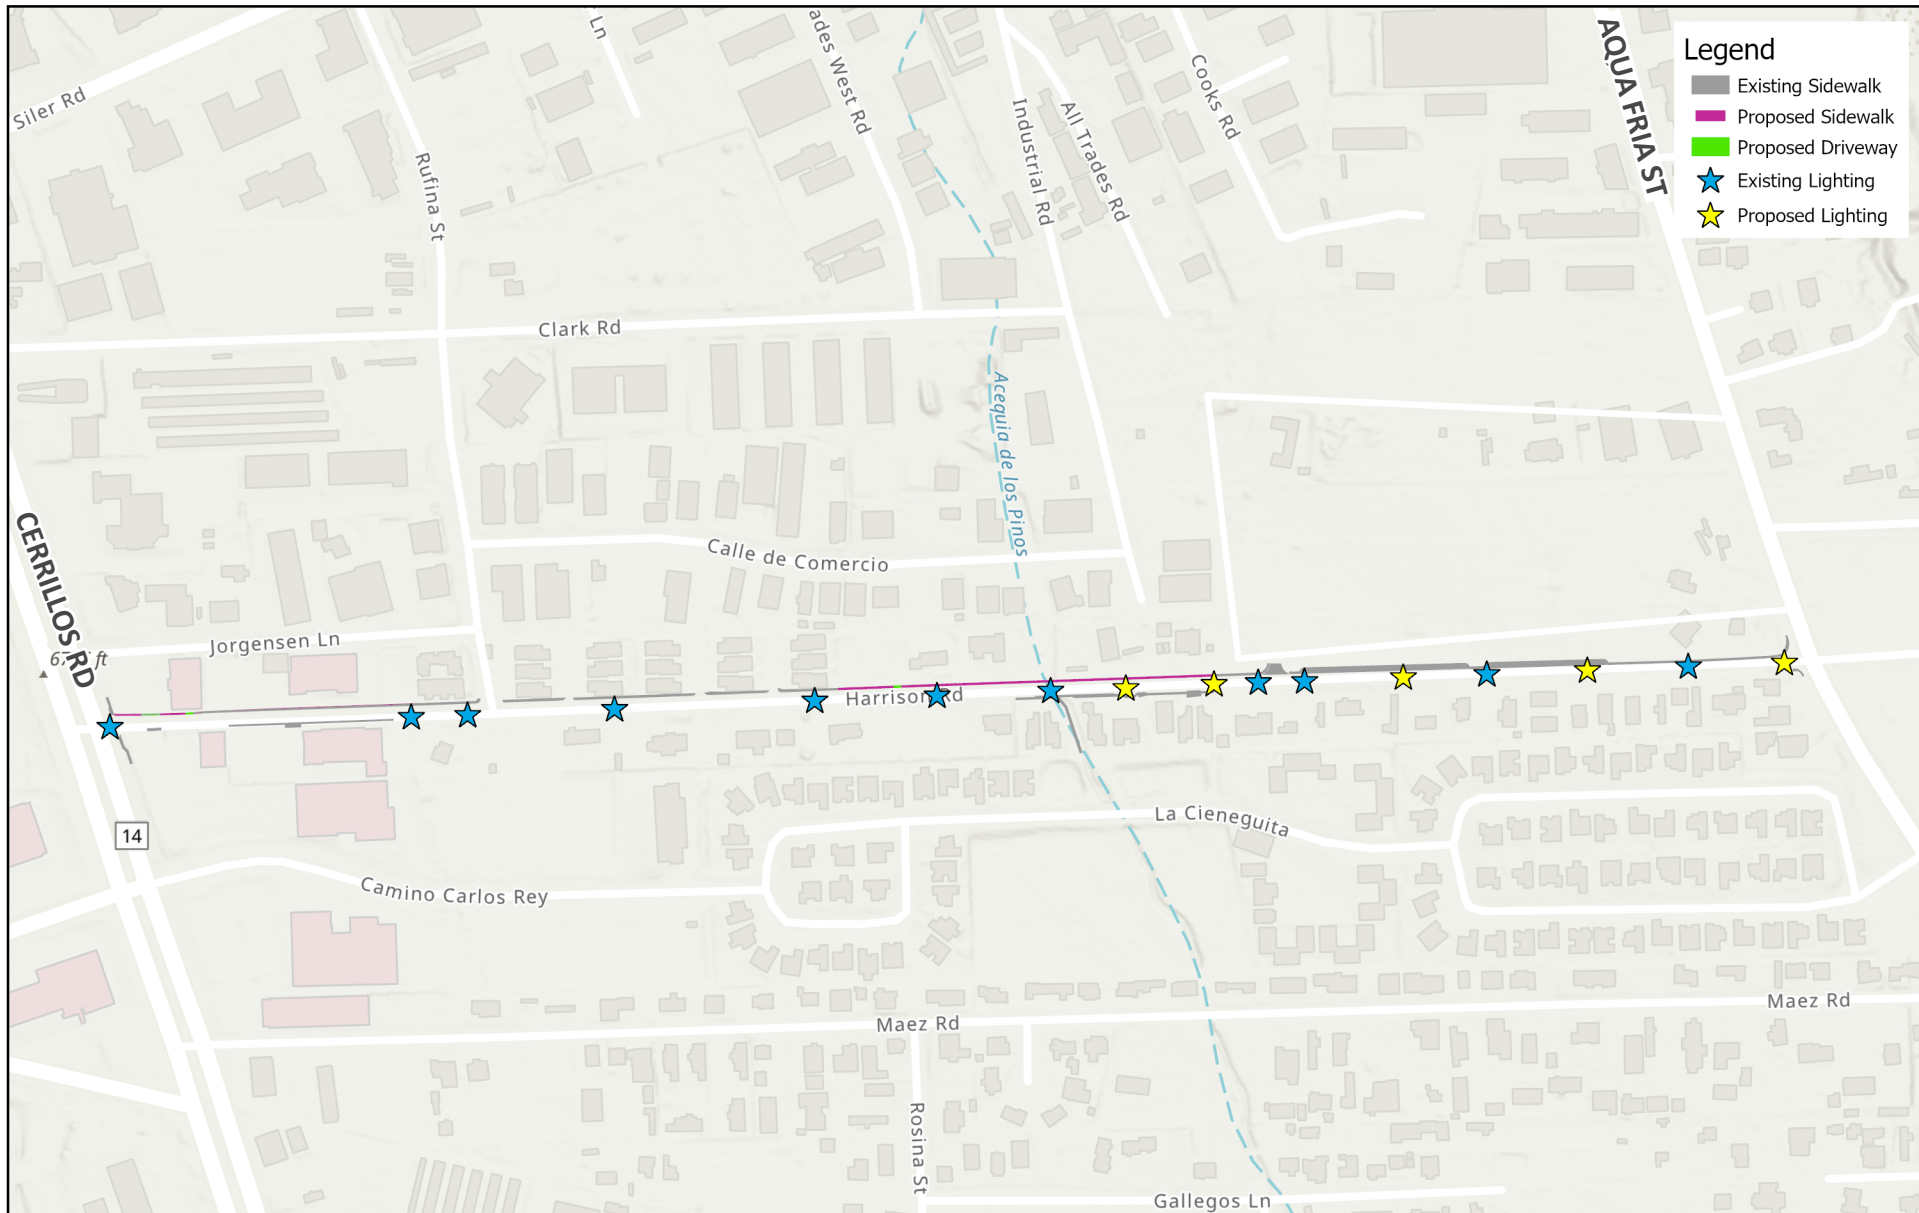 Legend
Existing Sidewalk
Proposed Sidewalk
Proposed Driveway
Existing Lighting
Proposed Lighting
AQUA FRIA ST
Siler Rd
Ln
ades West Rd
Cooks Rd
Industrial Rd
All Trades Rd
Rufina St
Clark Rd
Acequia de los Pinos
CERRILLOS RD
Calle de Comercio
Jorgensen Ln
ft
Harrison Rd
14
La Cieneguita
Camino Carlos Rey
Maez Rd
Maez Rd
Rosina St
Gallegos Ln